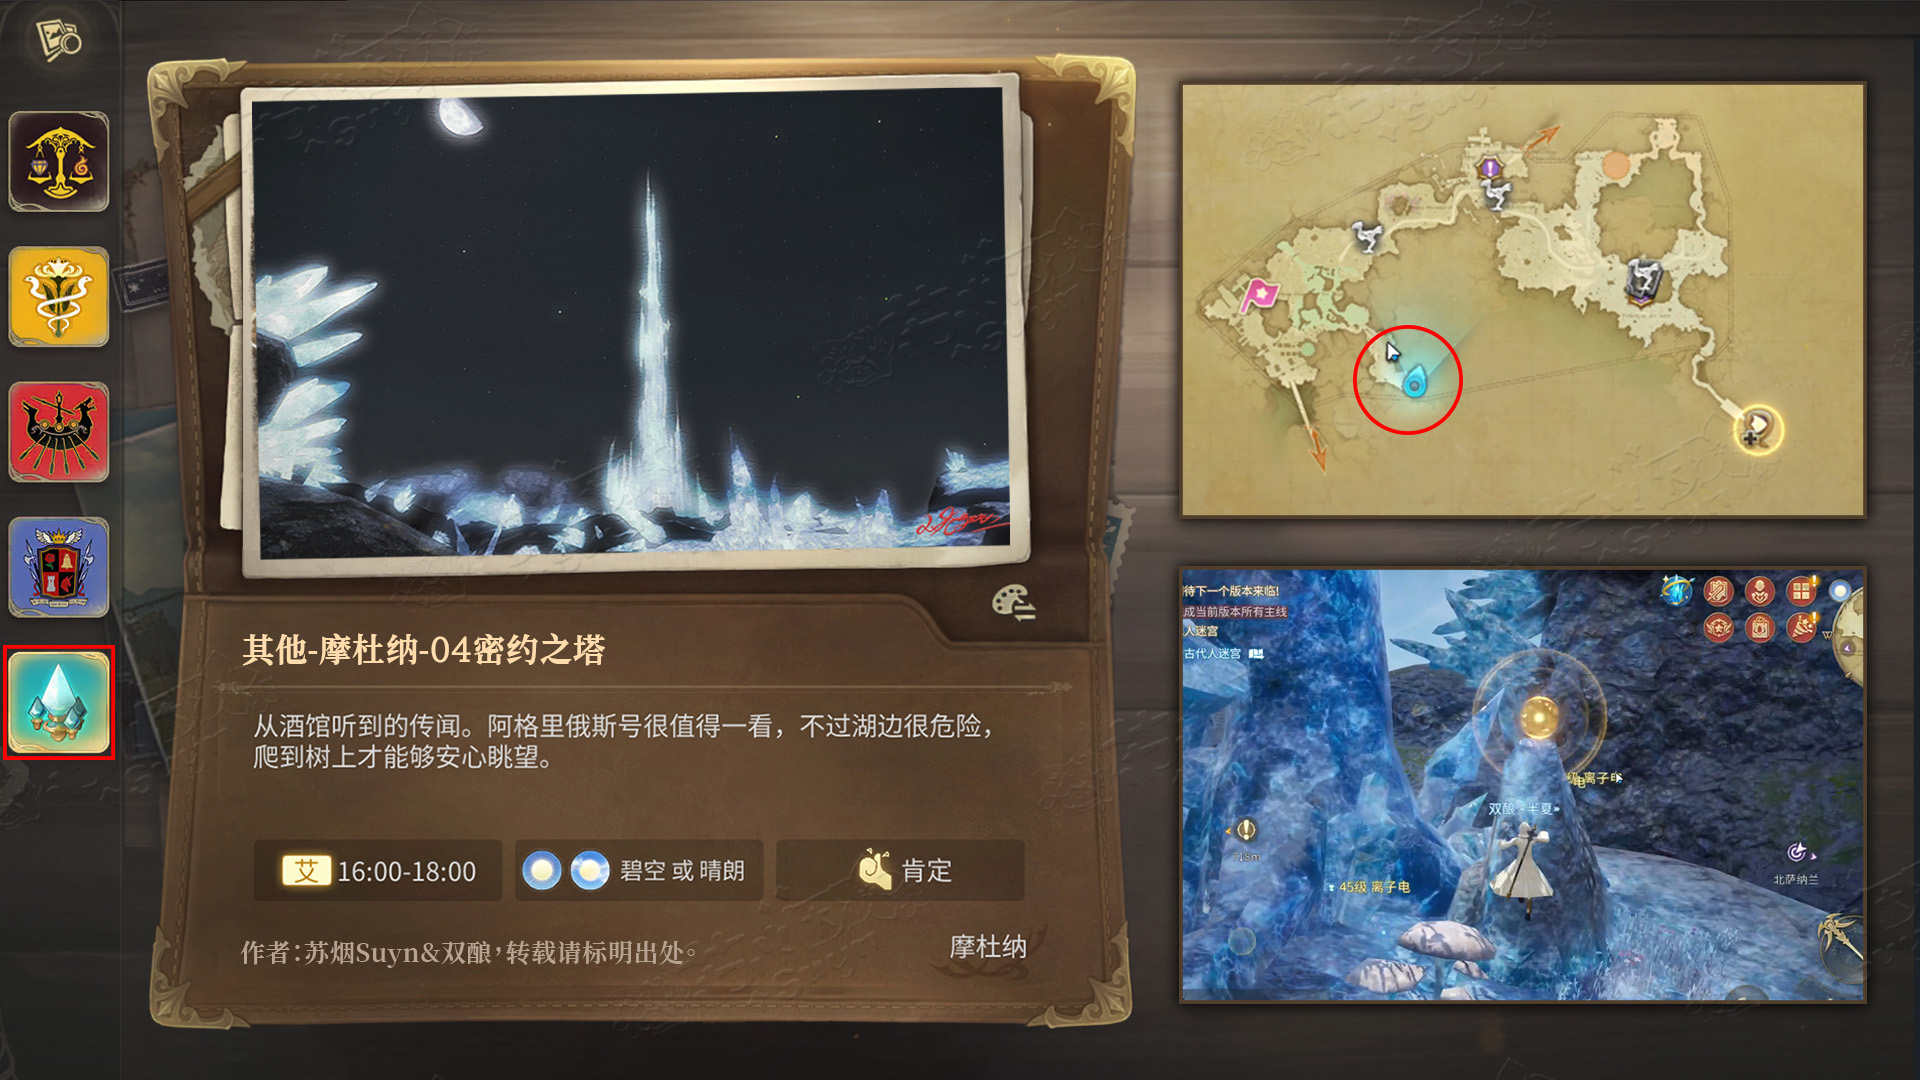 其他-摩杜纳-04密约之塔
从酒馆听到的传闻。阿格里俄斯号很值得一看，不过湖边很危险，
爬到树上才能够安心眺望。
艾 16:00-18:00
碧空 或 晴朗
肯定
作者：苏烟Suyn&双酿，转载请标明出处。
摩杜纳
待下一个版本来临!
成当前版本所有主线
人迷宫
古代人迷宫
级 离子电
双酿 - 半夏»
713m
45级 离子电
北萨纳兰